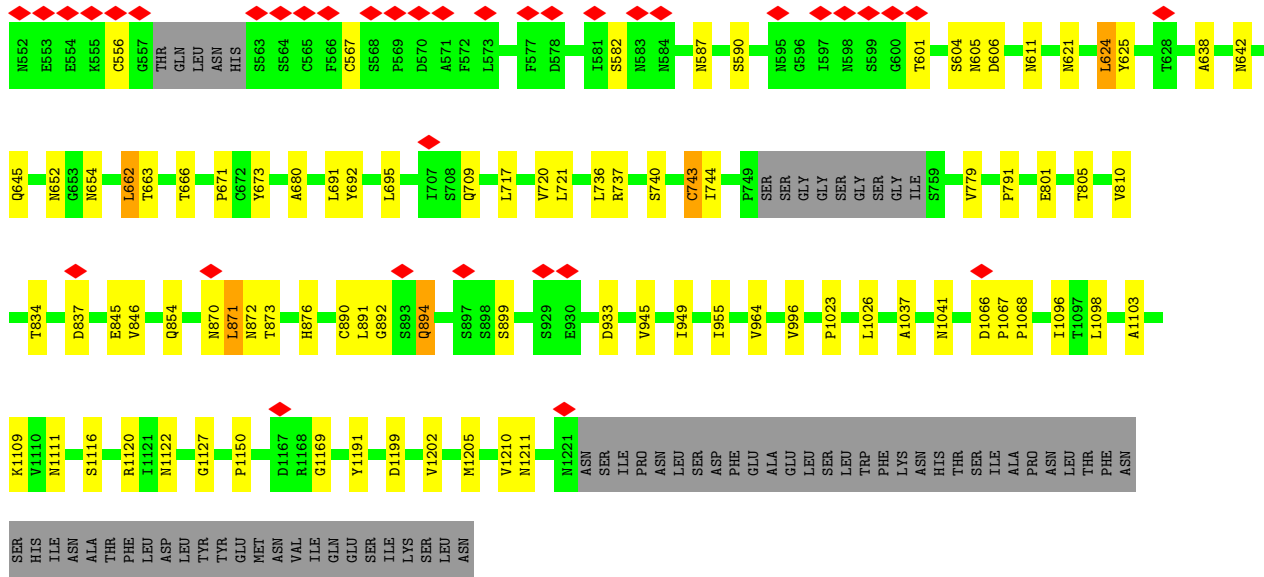 N552 E553 E554 K555 C556 G557 THR GLN LEU ASN HIS S563 S564 C565 F566 C567 S568 P569 D570 A571 F572 L573 F577 D578 I581 S582 N583 N584 N587 S590 N595 G596 I597 N598 S599 G600 T601 S604 N605 D606 N611 N621 L624 Y625 T628 A638 N642
Q645 N652 G653 N654 L662 T663 T666 P671 C672 Y673 A680 L691 Y692 L695 I707 S708 Q709 L717 V720 L721 L736 R737 S740 C743 I744 P749 SER SER GLY GLY SER GLY SER GLY ILE S759 V779 P791 E801 T805 V810
T834 D837 E845 V846 Q854 N870 L871 N872 T873 H876 C890 L891 G892 S893 Q894 S897 S898 S899 S929 E930 D933 V945 I949 I955 V964 V996 P1023 L1026 A1037 N1041 D1066 P1067 P1068 I1096 T1097 L1098 A1103
K1109 V1110 N1111 S1116 R1120 I1121 N1122 G1127 P1150 D1167 R1168 G1169 Y1191 D1199 V1202 M1205 V1210 N1211 N1221 ASN SER ILE PRO ASN LEU SER ASP PHE GLU ALA GLU LEU SER LEU TRP PHE LYS ASN HIS THR SER ILE ALA PRO ASN LEU THR PHE ASN
SER HIS ILE ASN ALA THR PHE LEU ASP LEU TYR TYR GLU MET ASN VAL ILE GLN GLU SER ILE LYS SER LEU ASN